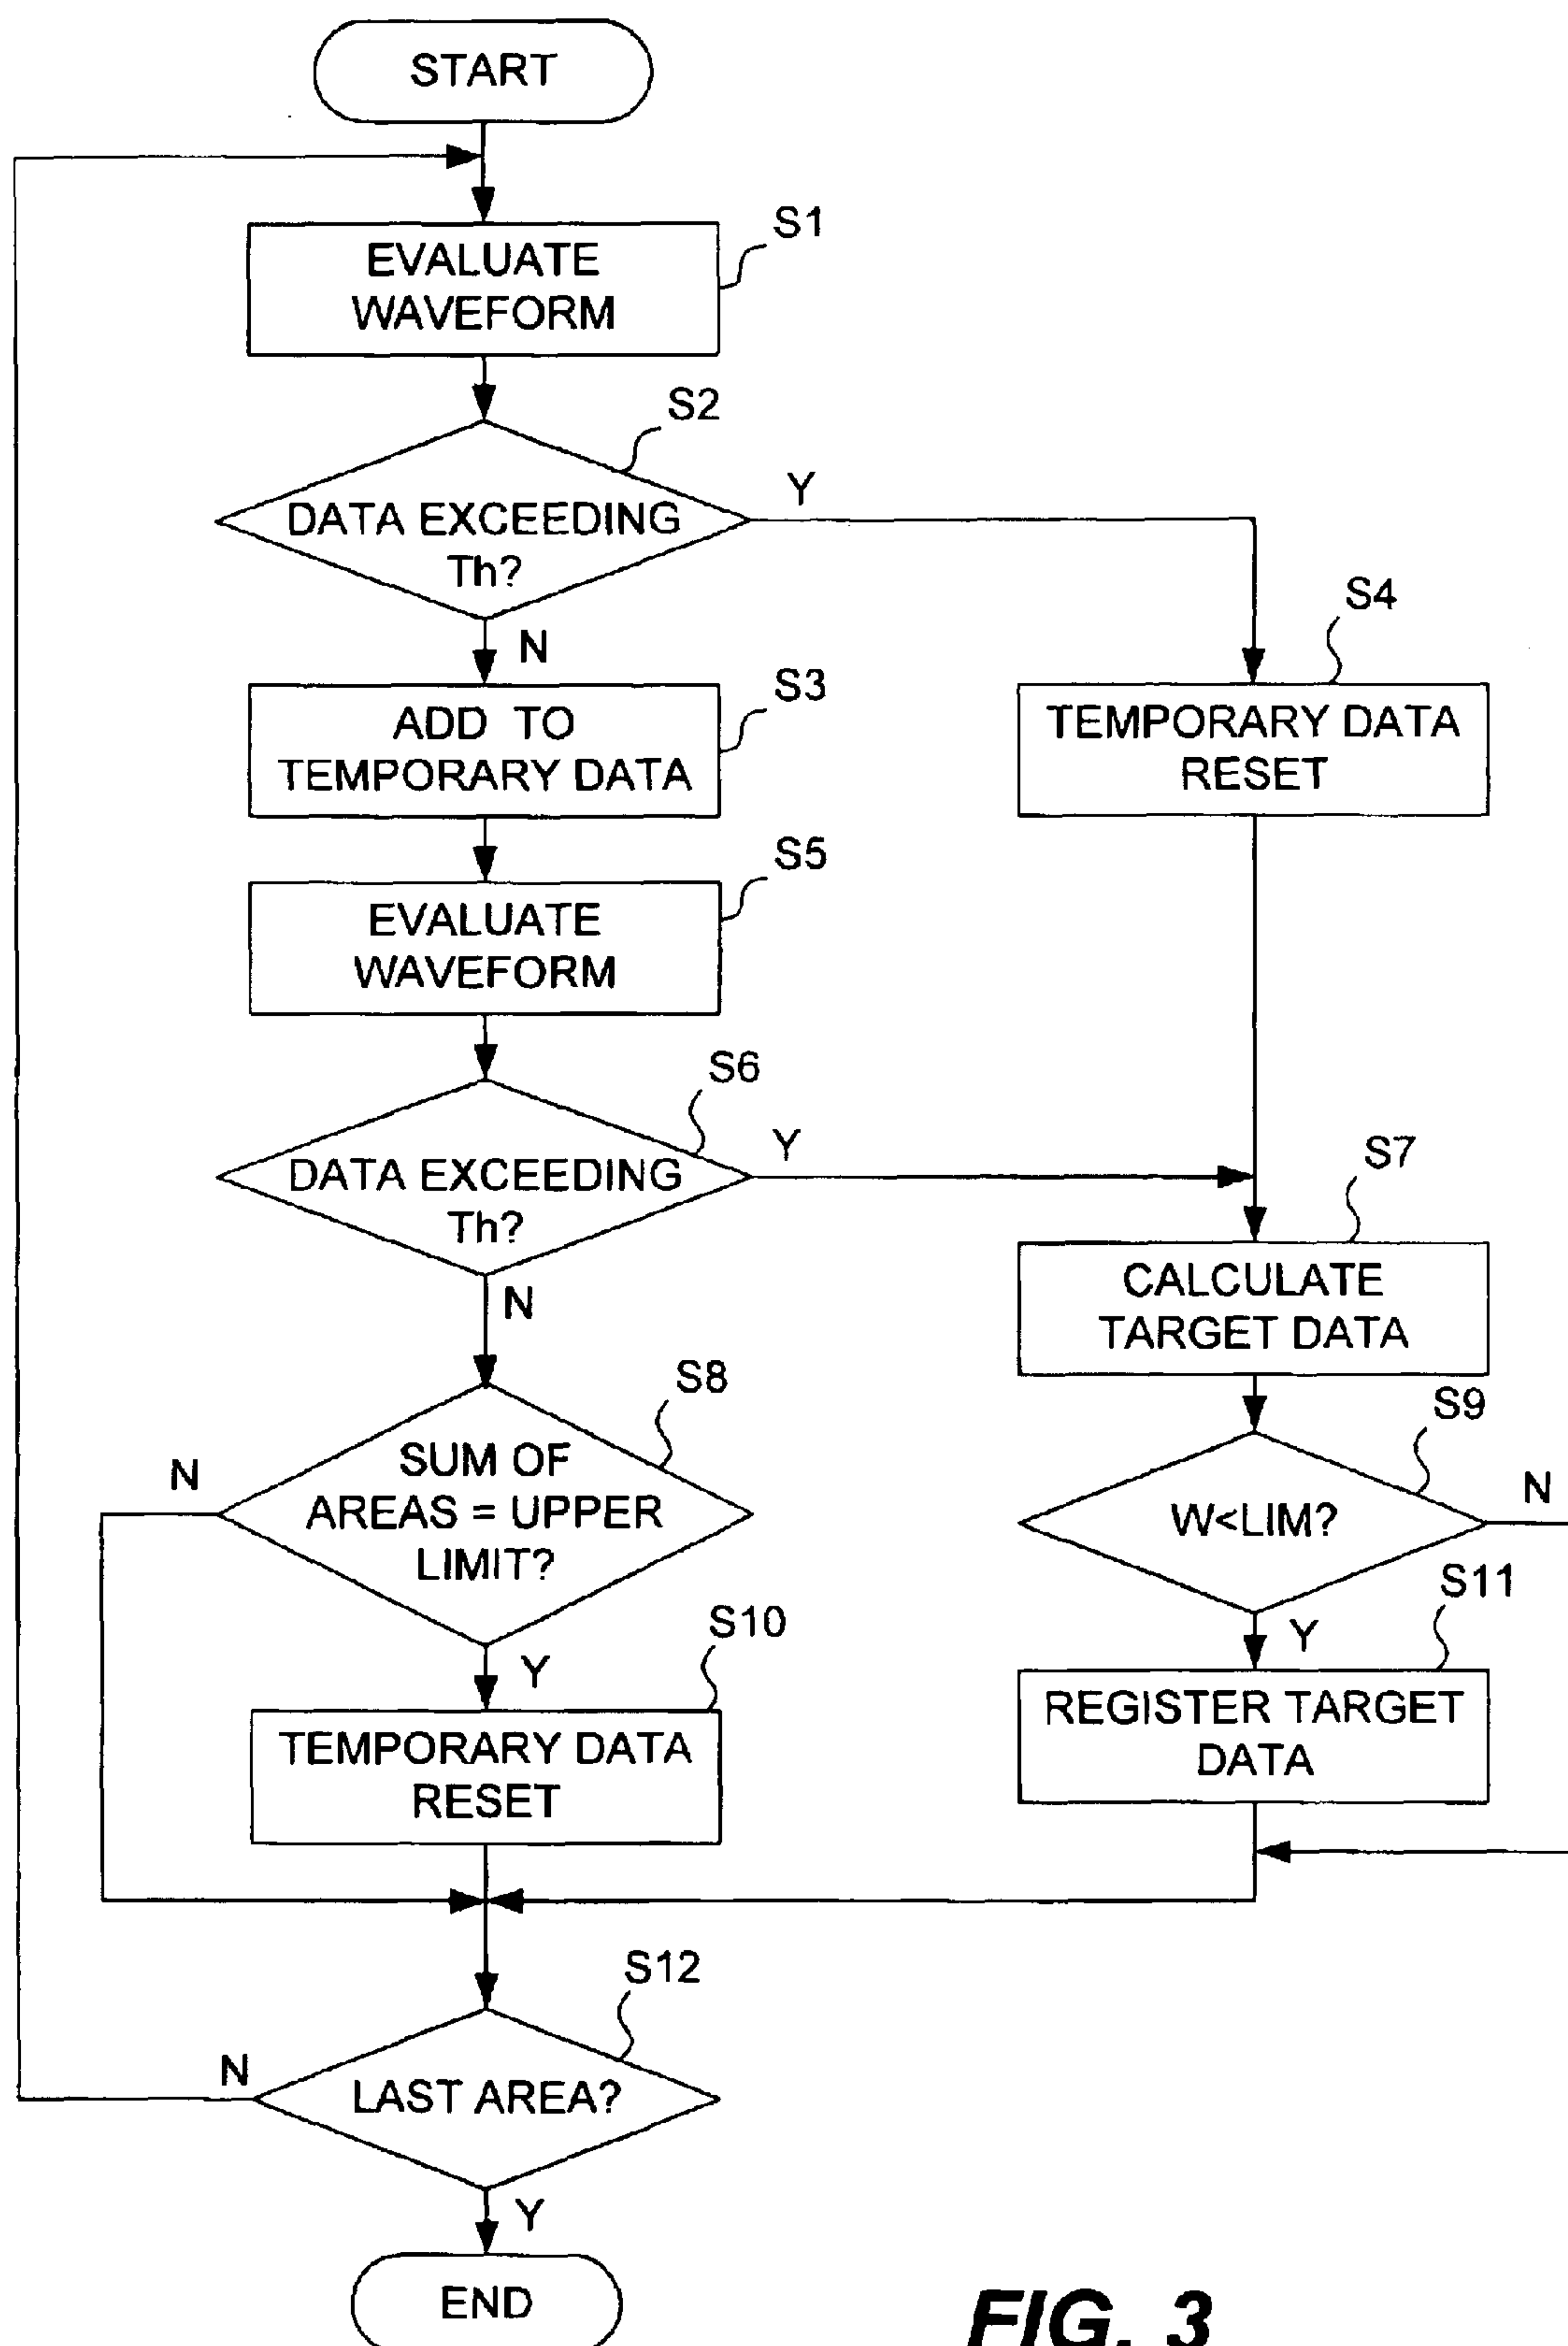 START
S1
EVALUATE
WAVEFORM
S2
DATA EXCEEDING
Th?
Y
N
S3
ADD TO
TEMPORARY DATA
S4
TEMPORARY DATA
RESET
S5
EVALUATE
WAVEFORM
S6
DATA EXCEEDING
Th?
Y
N
S7
CALCULATE
TARGET DATA
S8
SUM OF
AREAS = UPPER
LIMIT?
N
Y
S9
W<LIM?
N
Y
S10
TEMPORARY DATA
RESET
S11
REGISTER TARGET
DATA
S12
LAST AREA?
N
Y
END
FIG. 3